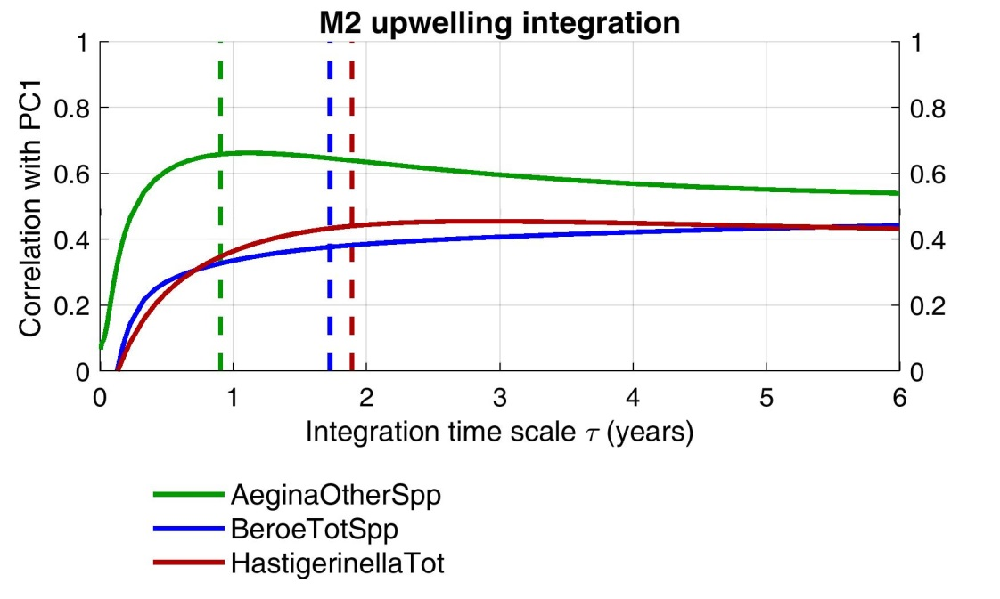 M2 upwelling integration
Correlation with PC1
1
0.8
0.6
0.4
0.2
0
1
0.8
0.6
0.4
0.2
0
0 1 2 3 4 5 6
Integration time scale τ (years)
AeginaOtherSpp
BeroeTotSpp
HastigerinellaTot